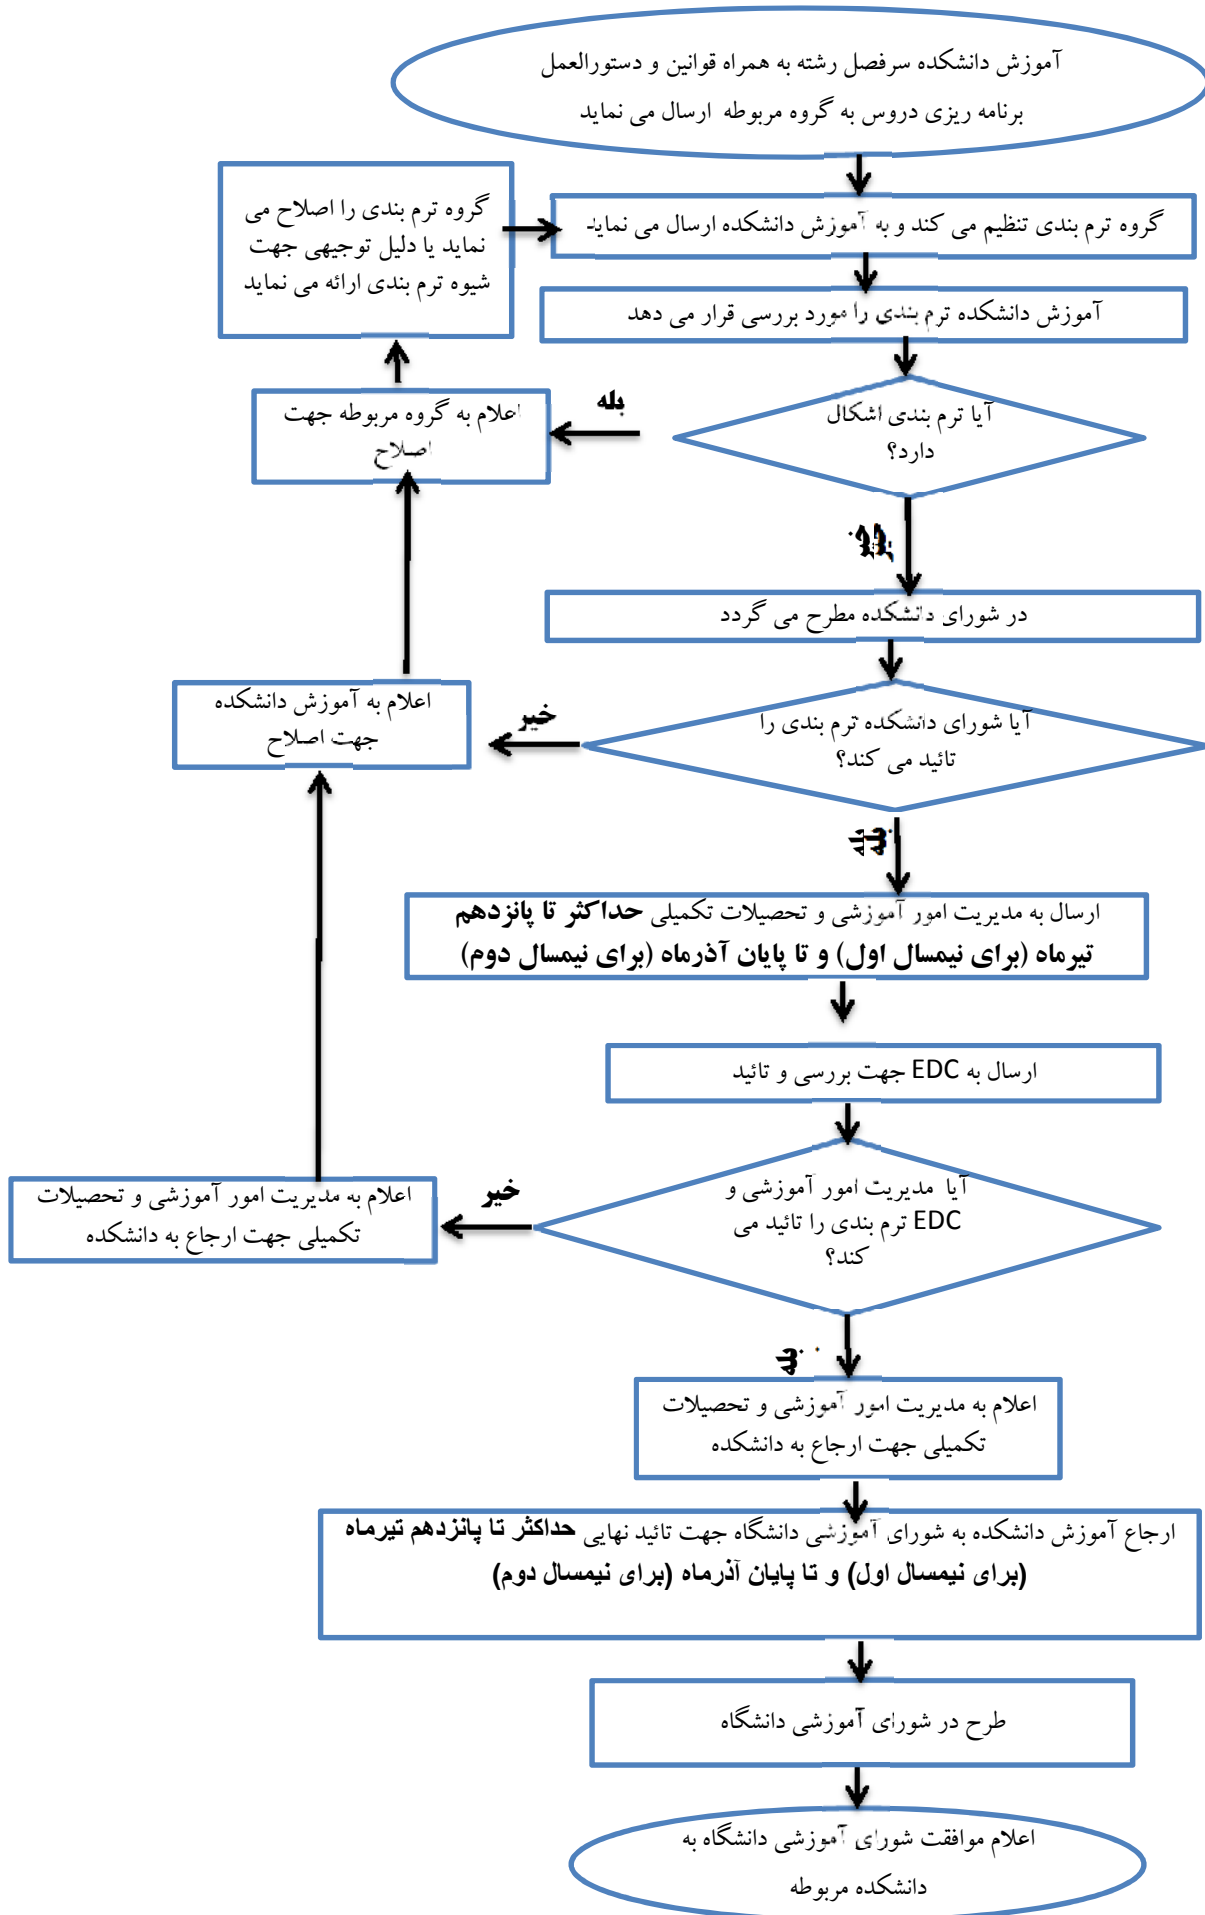 آموزش دانشکده سرفصل رشته به همراه قوانین و دستورالعمل
برنامه ریزی دروس به گروه مربوطه ارسال می نماید
گروه ترم بندی تنظیم می کند و به آموزش دانشکده ارسال می نماید
گروه ترم بندی را اصلاح می
نماید یا دلیل توجیهی جهت
شیوه ترم بندی ارائه می نماید
آموزش دانشکده ترم بندی را مورد بررسی قرار می دهد
آیا ترم بندی اشکال
دارد؟
بله
اعلام به گروه مربوطه جهت
اصلاح
خیر
در شورای دانشکده مطرح می گردد
آیا شورای دانشکده ترم بندی را
تائید می کند؟
خیر
اعلام به آموزش دانشکده
جهت اصلاح
بله
ارسال به مدیریت امور آموزشی و تحصیلات تکمیلی حداکثر تا پانزدهم
تیرماه (برای نیمسال اول) و تا پایان آذرماه (برای نیمسال دوم)
ارسال به EDC جهت بررسی و تائید
آیا مدیریت امور آموزشی و
EDC ترم بندی را تائید می
کند؟
خیر
اعلام به مدیریت امور آموزشی و تحصیلات
تکمیلی جهت ارجاع به دانشکده
بله
اعلام به مدیریت امور آموزشی و تحصیلات
تکمیلی جهت ارجاع به دانشکده
ارجاع آموزش دانشکده به شورای آموزشی دانشگاه جهت تائید نهایی حداکثر تا پانزدهم تیرماه
(برای نیمسال اول) و تا پایان آذرماه (برای نیمسال دوم)
طرح در شورای آموزشی دانشگاه
اعلام موافقت شورای آموزشی دانشگاه به
دانشکده مربوطه